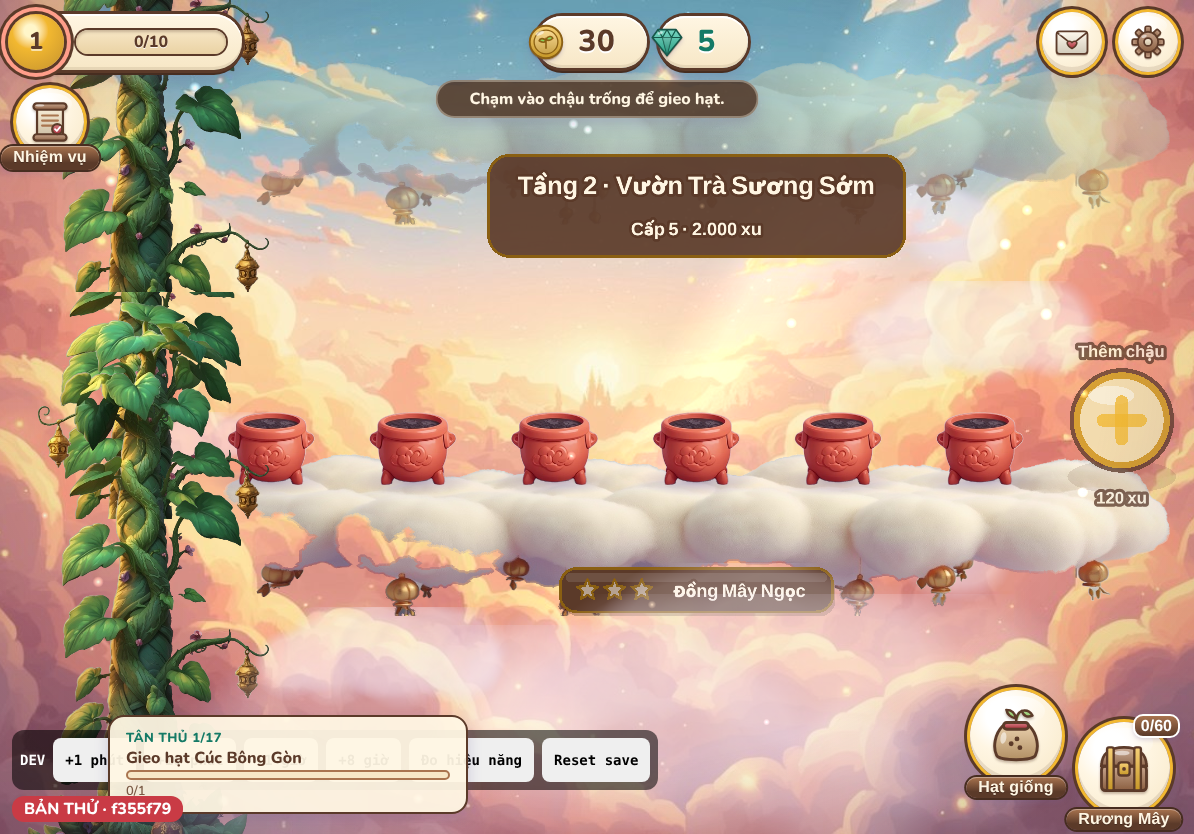 1
0/10
30
5
Chạm vào chậu trống để gieo hạt.
Nhiệm vụ
Tầng 2 · Vườn Trà Sương Sớm
Cấp 5 · 2.000 xu
Thêm chậu
120 xu
Đồng Mây Ngọc
TÂN THỦ 1/17
Gieo hạt Cúc Bông Gòn
0/1
DEV
+1 phút
+8 giờ
Đo hiệu năng
Reset save
BẢN THỬ · f355f79
Hạt giống
0/60
Rương Mây